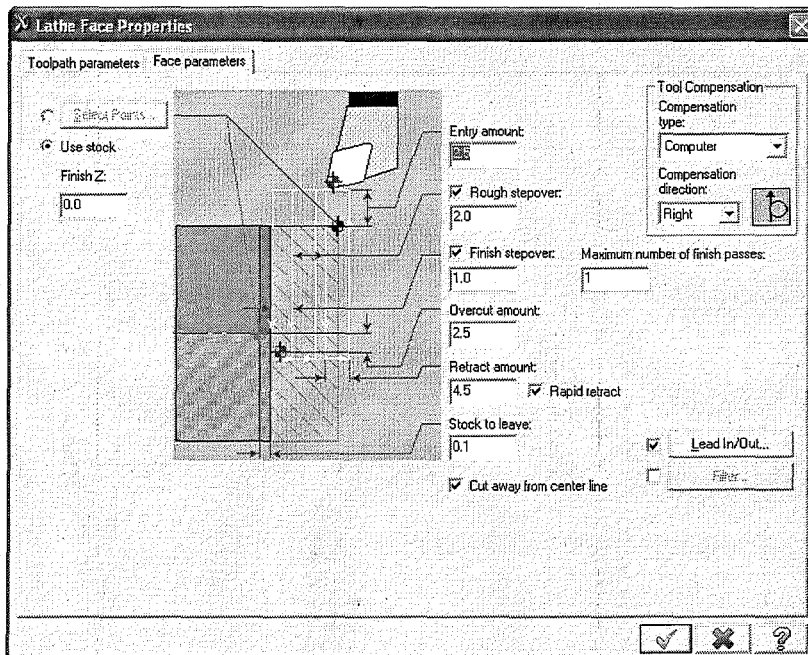 Lathe Face Properties
Toolpath parameters
Face parameters
Select Points...
Use stock
Finish Z:
0.0
Entry amount:
Rough stepover:
2.0
Finish stepover:
1.0
Maximum number of finish passes:
1
Overcut amount:
2.5
Retract amount:
4.5
Rapid retract
Stock to leave:
0.1
Cut away from center line
Tool Compensation
Compensation type:
Computer
Compensation direction:
Right
Lead In/Out...
Filter...